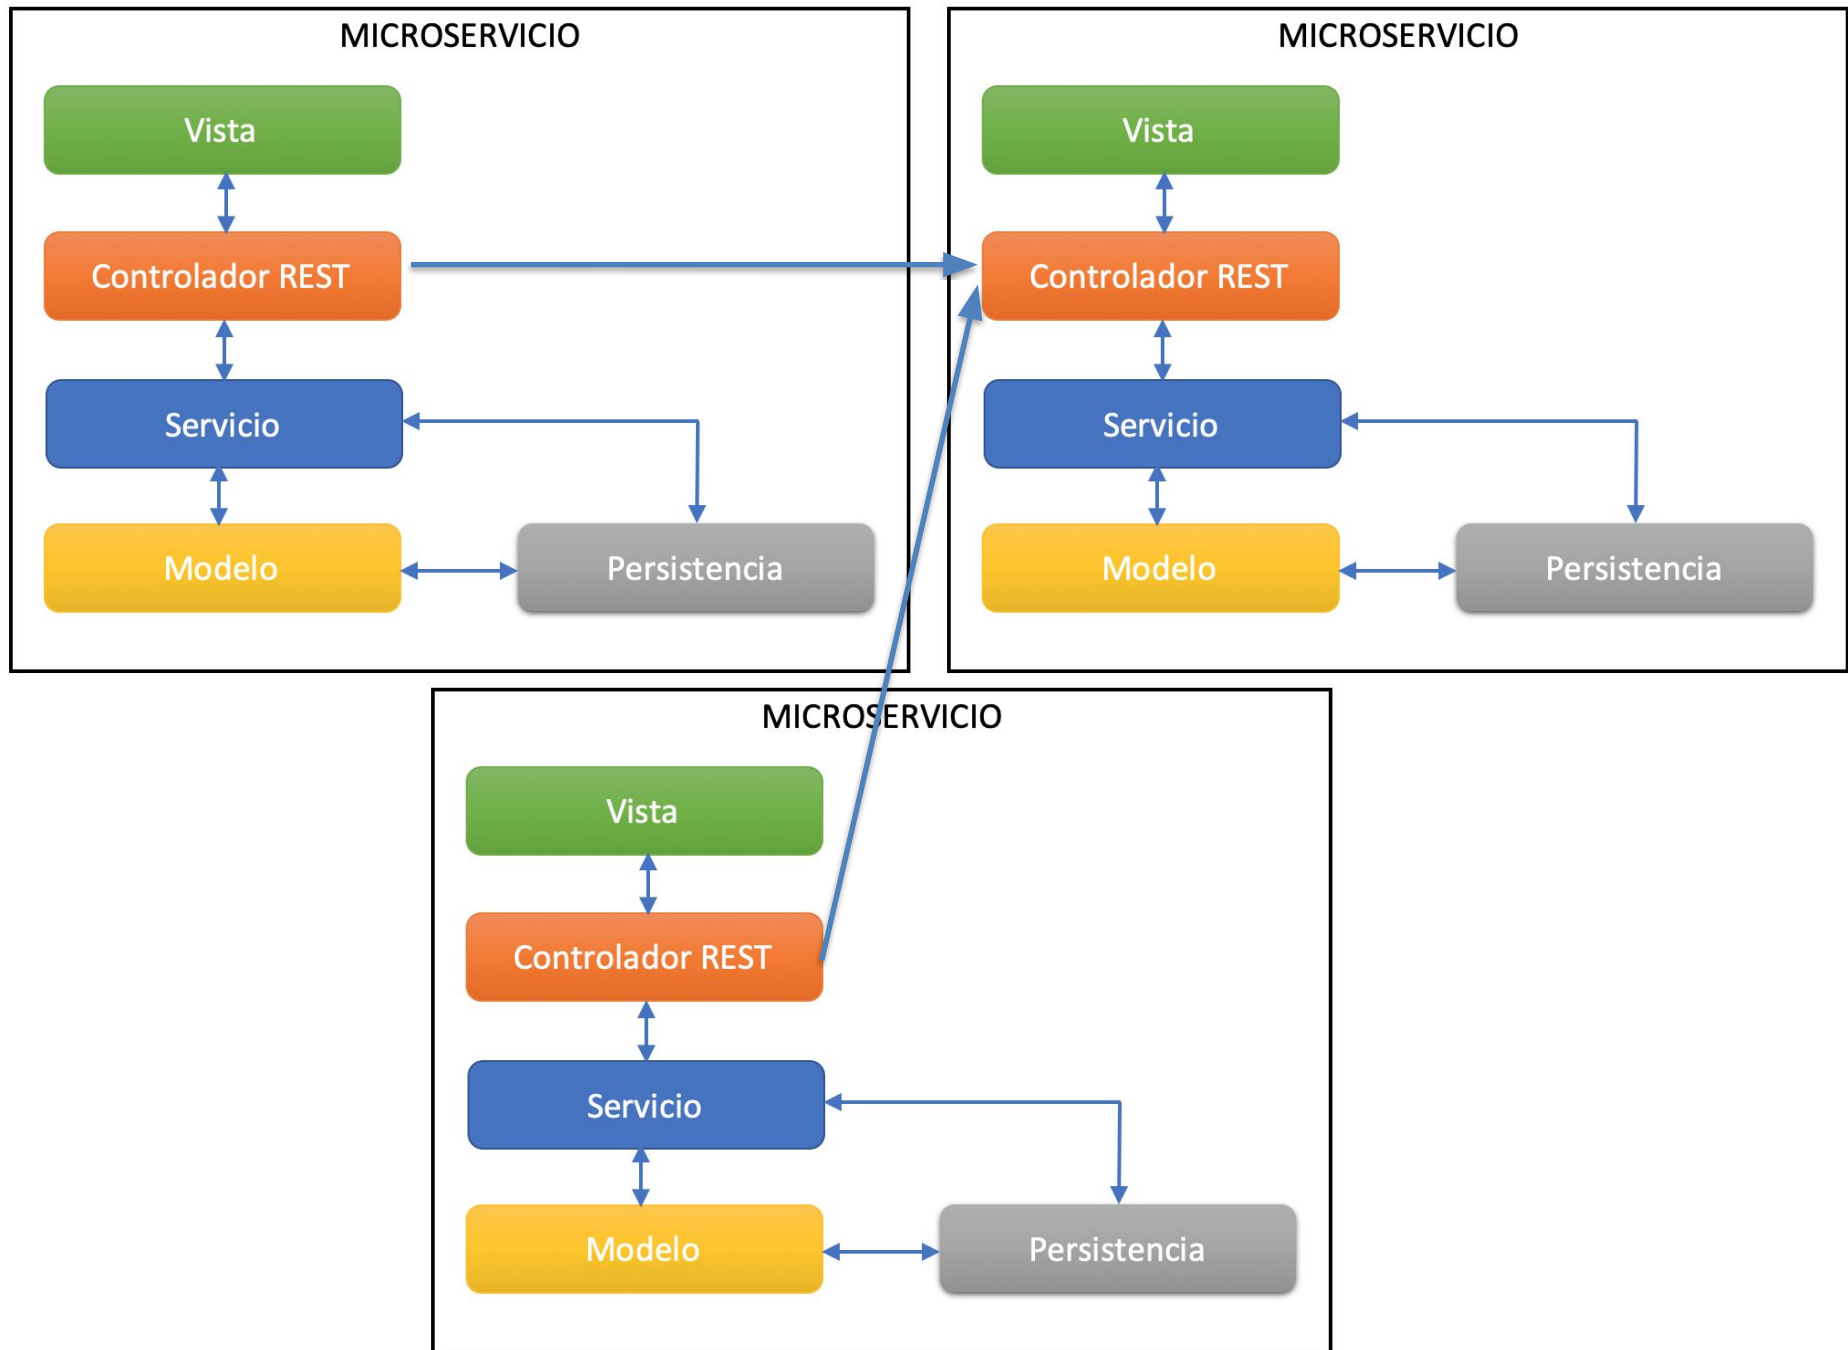 MICROSERVICIO
Vista
Controlador REST
Servicio
Modelo
Persistencia
MICROSERVICIO
Vista
Controlador REST
Servicio
Modelo
Persistencia
MICROSERVICIO
Vista
Controlador REST
Servicio
Modelo
Persistencia